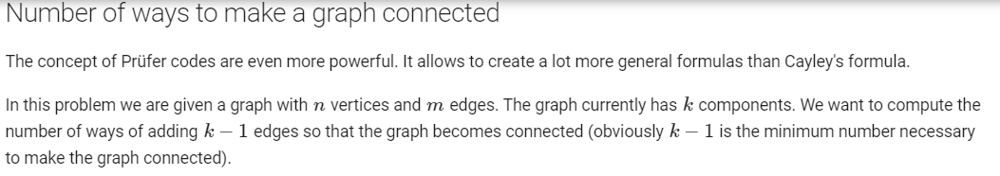 Number of ways to make a graph connected
The concept of Prüfer codes are even more powerful. It allows to create a lot more general formulas than Cayley's formula.
In this problem we are given a graph with n vertices and m edges. The graph currently has k components. We want to compute the
number of ways of adding k − 1 edges so that the graph becomes connected (obviously k − 1 is the minimum number necessary
to make the graph connected).